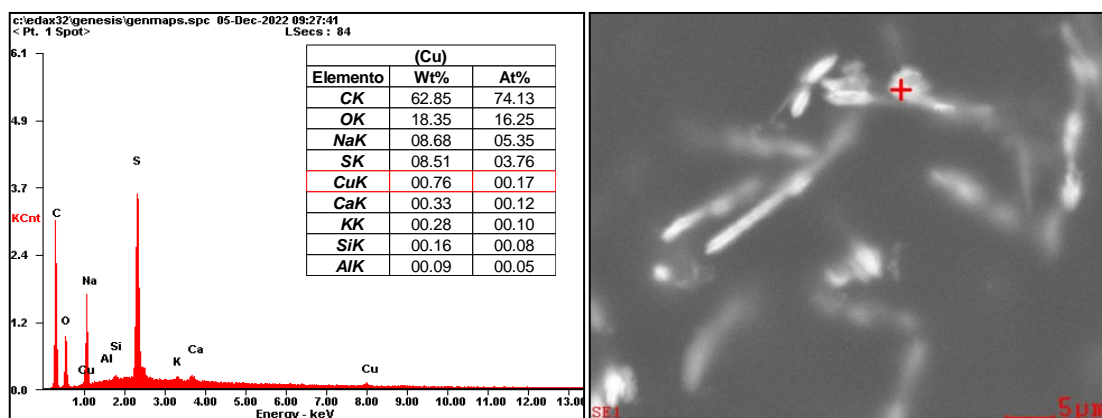 c:\edax32\genesis\genmaps.spc 05-Dec-2022 09:27:41
< Pt. 1 Spot> LSecs : 84
6.1
4.9
3.7
KCnt
2.4
1.2
0.0
C
O
Cu
Na
Al
Si
S
K
Ca
Cu
1.00 2.00 3.00 4.00 5.00 6.00 7.00 8.00 9.00 10.00 11.00 12.00 13.0
Energy - keV
(Cu)
Elemento Wt% At%
CK 62.85 74.13
OK 18.35 16.25
NaK 08.68 05.35
SK 08.51 03.76
CuK 00.76 00.17
CaK 00.33 00.12
KK 00.28 00.10
SiK 00.16 00.08
AlK 00.09 00.05
SE1 5µm